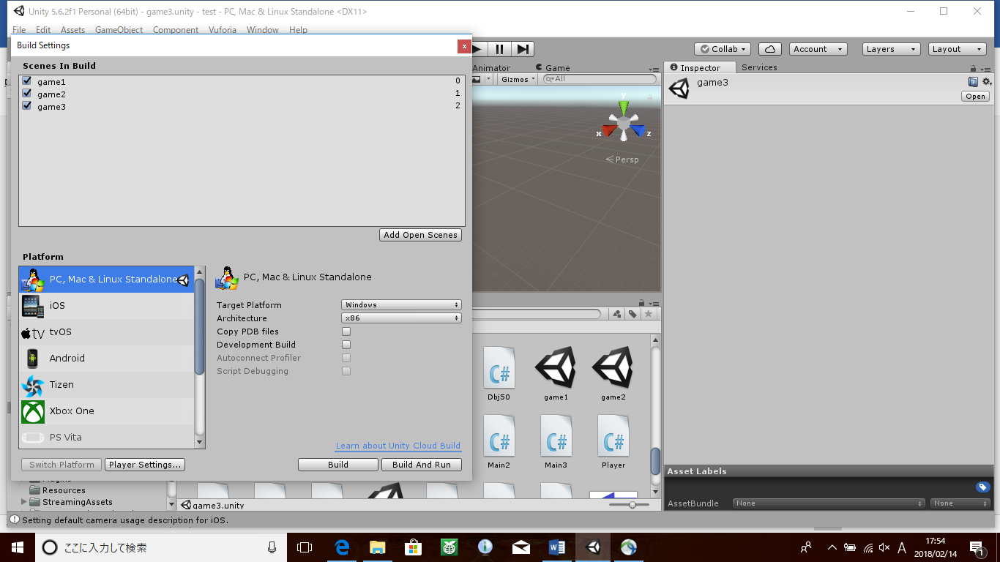 Unity 5.6.2f1 Personal (64bit) - game3.unity - test - PC, Mac & Linux Standalone <DX11>
File Edit Assets GameObject Component Vuforia Window Help
Build Settings
x
Collab
Account
Layers
Layout
Scenes In Build
game1 0
game2 1
game3 2
Add Open Scenes
Animator
Game
Gizmos
All
y
x
z
Persp
Inspector
Services
game3
Open
Platform
PC, Mac & Linux Standalone
iOS
tvOS
Android
Tizen
Xbox One
PS Vita
PC, Mac & Linux Standalone
Target Platform Windows
Architecture x86
Copy PDB files
Development Build
Autoconnect Profiler
Script Debugging
Learn about Unity Cloud Build
Switch Platform
Player Settings...
Build
Build And Run
C#
Dbj50 game1 game2
C# C# C#
Main2 Main3 Player
Resources
StreamingAssets
game3.unity
Asset Labels
AssetBundle None None
Setting default camera usage description for iOS.
ここに入力して検索
A
17:54
2018/02/14
1